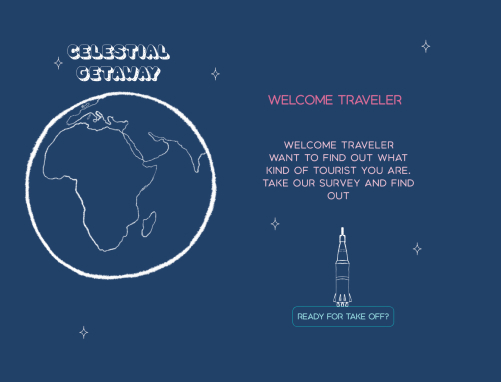 CELESTIAL
GETAWAY
WELCOME TRAVELER
WELCOME TRAVELER
WANT TO FIND OUT WHAT
KIND OF TOURIST YOU ARE.
TAKE OUR SURVEY AND FIND
OUT
READY FOR TAKE OFF?